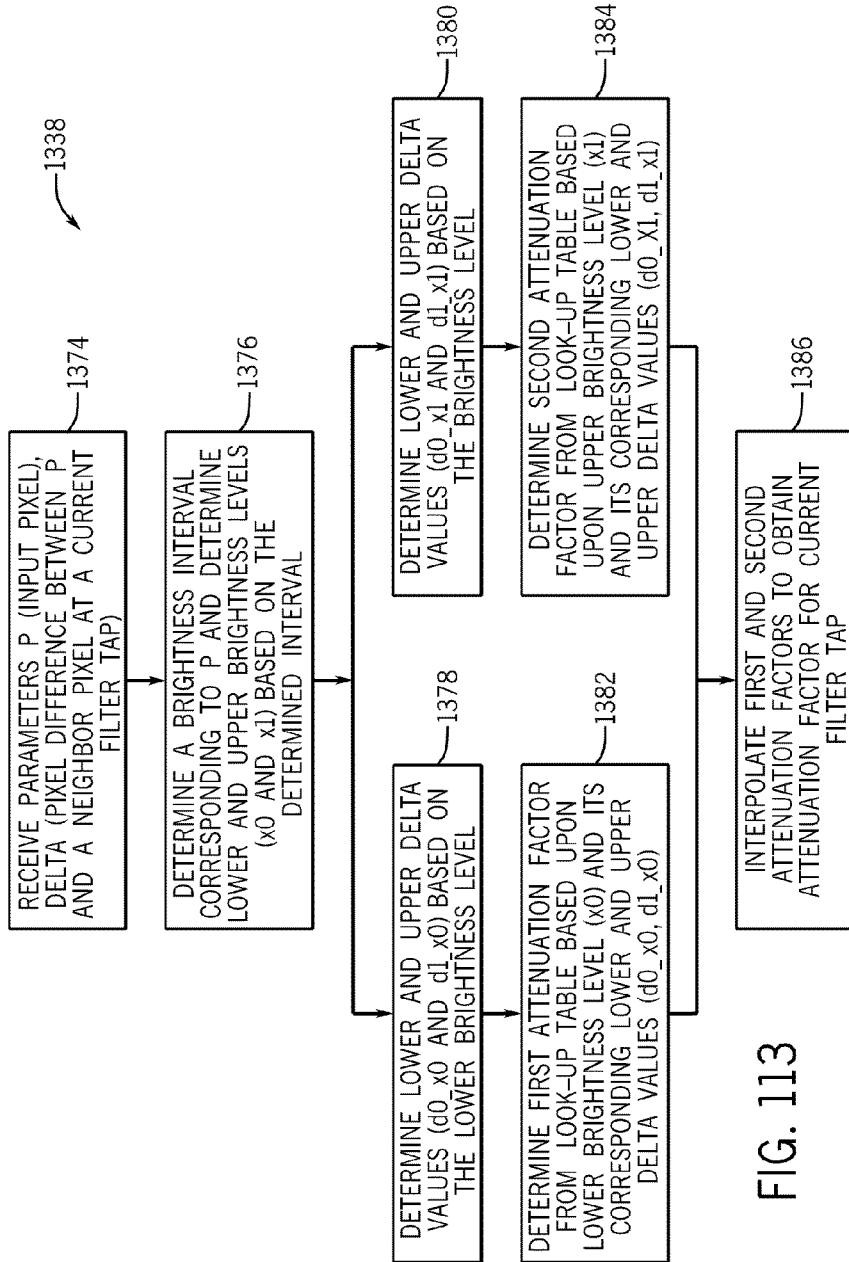 1338
RECEIVE PARAMETERS P (INPUT PIXEL),
DELTA (PIXEL DIFFERENCE BETWEEN P
AND A NEIGHBOR PIXEL AT A CURRENT
FILTER TAP)
1374
DETERMINE A BRIGHTNESS INTERVAL
CORRESPONDING TO P AND DETERMINE
LOWER AND UPPER BRIGHTNESS LEVELS
(x0 AND x1) BASED ON THE
DETERMINED INTERVAL
1376
DETERMINE LOWER AND UPPER DELTA
VALUES (d0_x0 AND d1_x0) BASED ON
THE LOWER BRIGHTNESS LEVEL
1378
DETERMINE LOWER AND UPPER DELTA
VALUES (d0_x1 AND d1_x1) BASED ON
THE BRIGHTNESS LEVEL
1380
DETERMINE FIRST ATTENUATION FACTOR
FROM LOOK-UP TABLE BASED UPON
LOWER BRIGHTNESS LEVEL (x0) AND ITS
CORRESPONDING LOWER AND UPPER
DELTA VALUES (d0_x0, d1_x0)
1382
DETERMINE SECOND ATTENUATION
FACTOR FROM LOOK-UP TABLE BASED
UPON UPPER BRIGHTNESS LEVEL (x1)
AND ITS CORRESPONDING LOWER AND
UPPER DELTA VALUES (d0_X1, d1_x1)
1384
INTERPOLATE FIRST AND SECOND
ATTENUATION FACTORS TO OBTAIN
ATTENUATION FACTOR FOR CURRENT
FILTER TAP
1386
FIG. 113